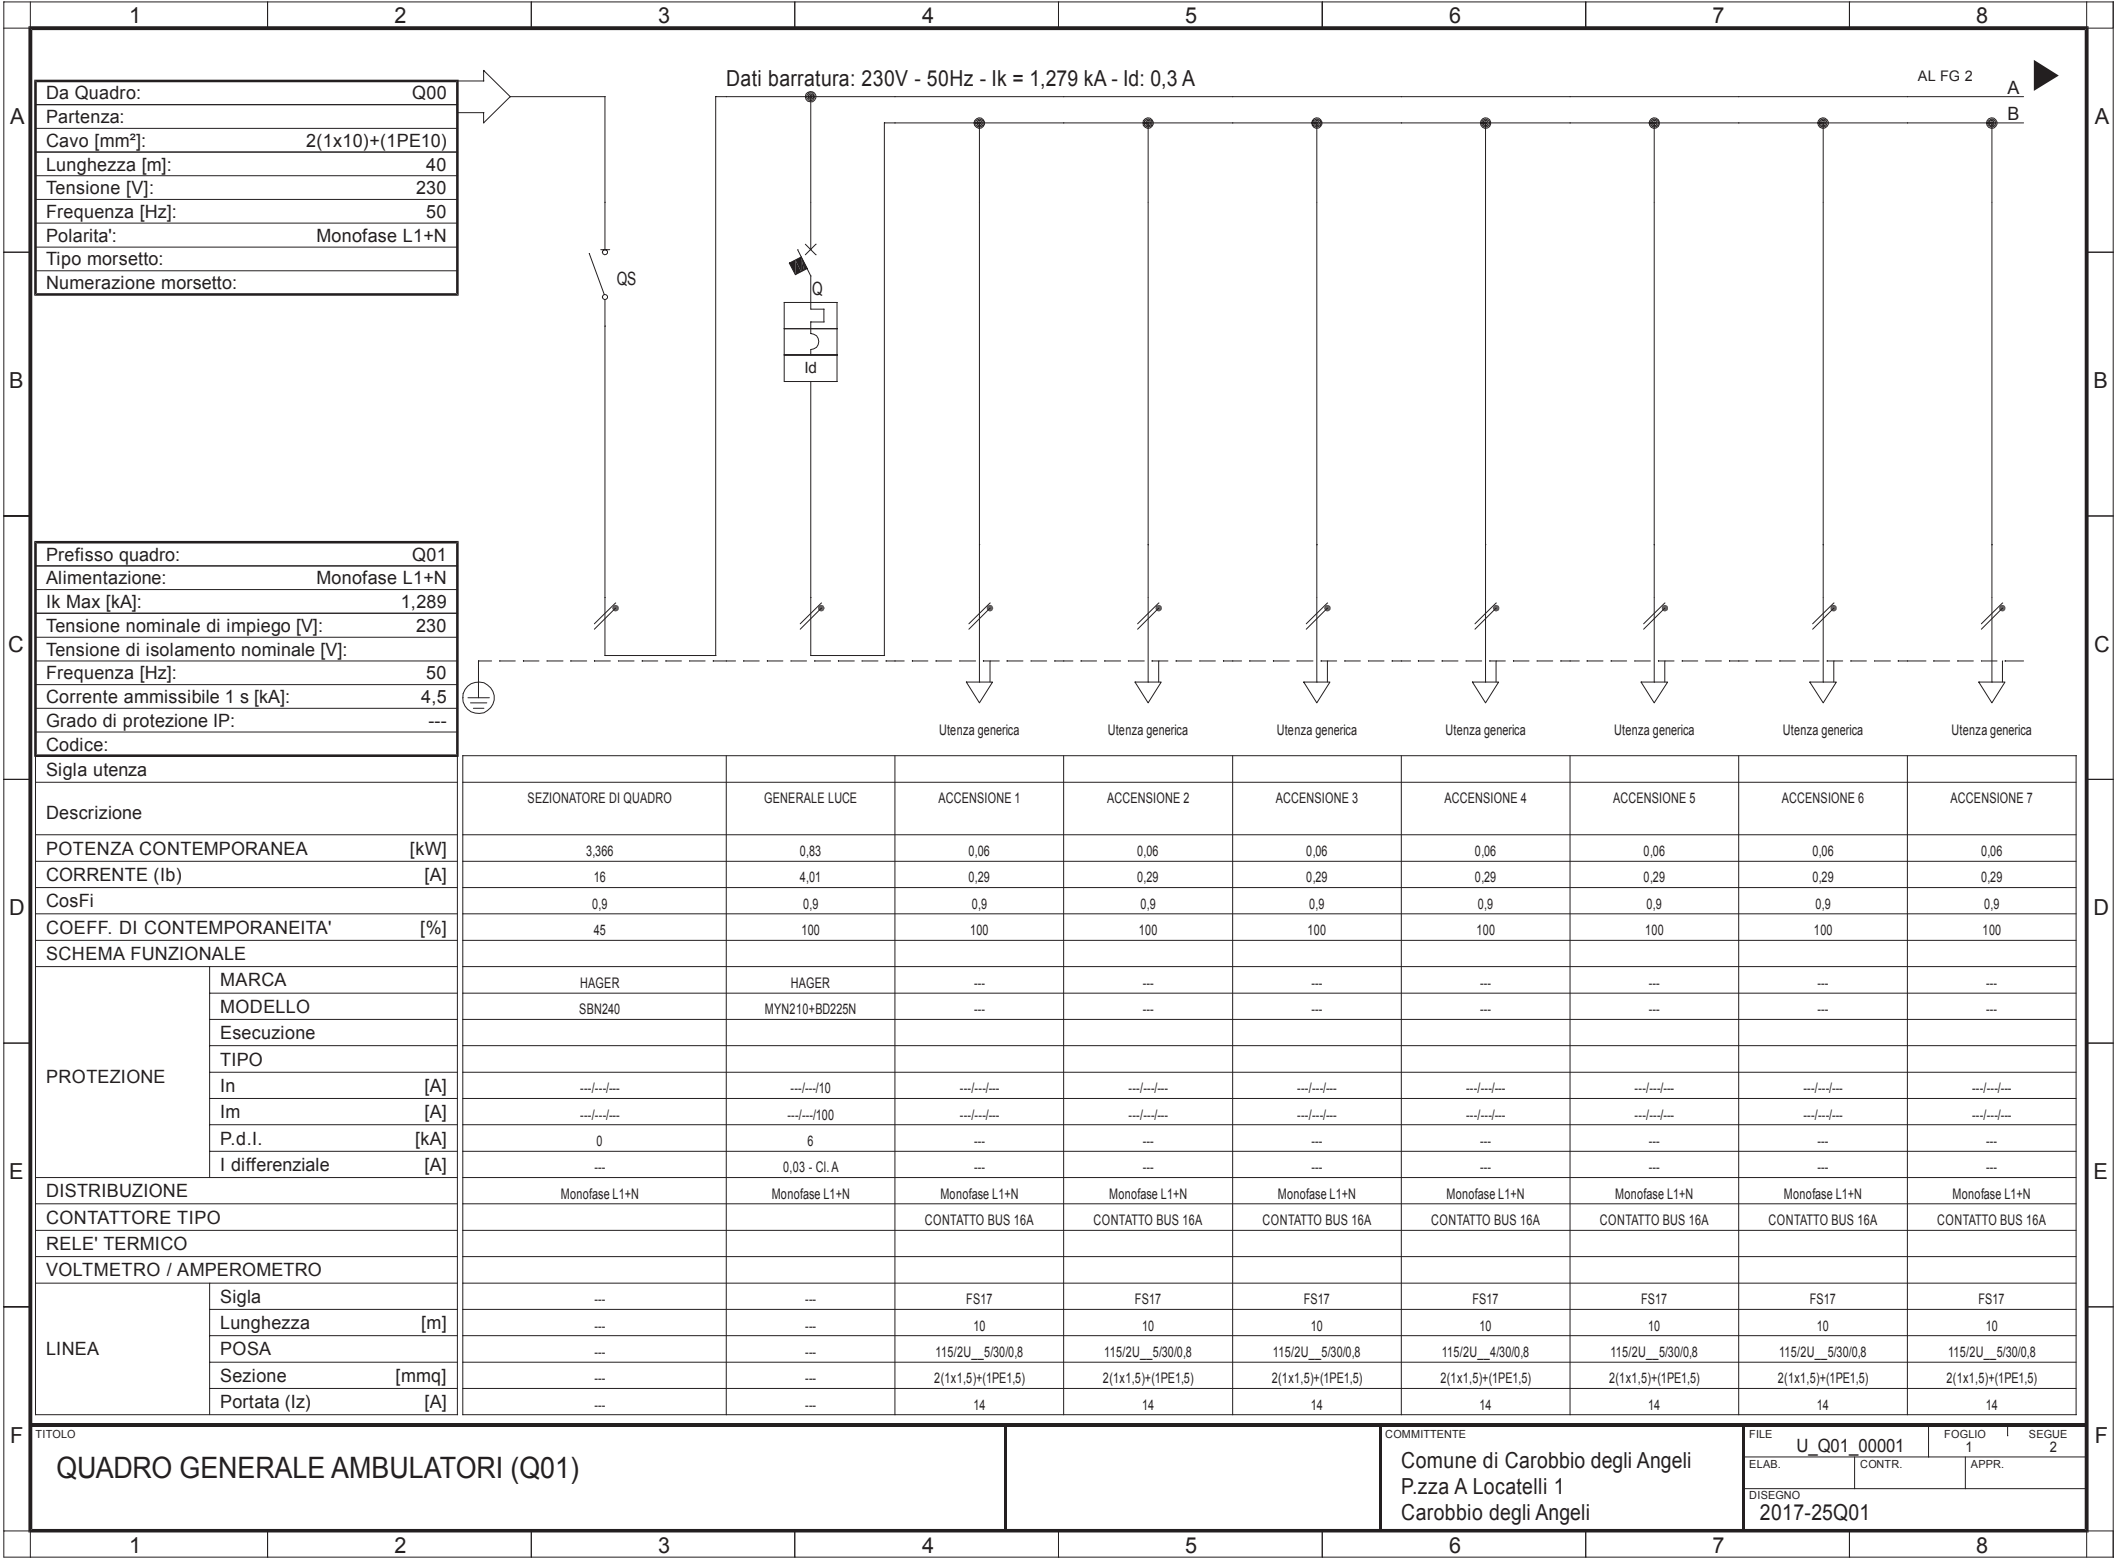 1 2 3 4 5 6 7 8
A A
B B
C C
D D
E E
F F
Da Quadro: Q00
Partenza:
Cavo [mm²]: 2(1x10)+(1PE10)
Lunghezza [m]: 40
Tensione [V]: 230
Frequenza [Hz]: 50
Polarita': Monofase L1+N
Tipo morsetto:
Numerazione morsetto:
Dati barratura: 230V - 50Hz - Ik = 1,279 kA - Id: 0,3 A
AL FG 2
A
B
QS
Q
Id
Prefisso quadro: Q01
Alimentazione: Monofase L1+N
Ik Max [kA]: 1,289
Tensione nominale di impiego [V]: 230
Tensione di isolamento nominale [V]:
Frequenza [Hz]: 50
Corrente ammissibile 1 s [kA]: 4,5
Grado di protezione IP: ---
Codice:
Utenza generica Utenza generica Utenza generica Utenza generica Utenza generica Utenza generica Utenza generica
Sigla utenza
Descrizione SEZIONATORE DI QUADRO GENERALE LUCE ACCENSIONE 1 ACCENSIONE 2 ACCENSIONE 3 ACCENSIONE 4 ACCENSIONE 5 ACCENSIONE 6 ACCENSIONE 7
POTENZA CONTEMPORANEA [kW] 3,366 0,83 0,06 0,06 0,06 0,06 0,06 0,06 0,06
CORRENTE (Ib) [A] 16 4,01 0,29 0,29 0,29 0,29 0,29 0,29 0,29
CosFi 0,9 0,9 0,9 0,9 0,9 0,9 0,9 0,9 0,9
COEFF. DI CONTEMPORANEITA' [%] 45 100 100 100 100 100 100 100 100
SCHEMA FUNZIONALE
PROTEZIONE
MARCA HAGER HAGER --- --- --- --- --- --- ---
MODELLO SBN240 MYN210+BD225N --- --- --- --- --- --- ---
Esecuzione
TIPO
In [A] ---/---/--- ---/---/10 ---/---/--- ---/---/--- ---/---/--- ---/---/--- ---/---/--- ---/---/--- ---/---/---
Im [A] ---/---/--- ---/---/100 ---/---/--- ---/---/--- ---/---/--- ---/---/--- ---/---/--- ---/---/--- ---/---/---
P.d.I. [kA] 0 6 --- --- --- --- --- --- ---
I differenziale [A] --- 0,03 - Cl. A --- --- --- --- --- --- ---
DISTRIBUZIONE Monofase L1+N Monofase L1+N Monofase L1+N Monofase L1+N Monofase L1+N Monofase L1+N Monofase L1+N Monofase L1+N Monofase L1+N
CONTATTORE TIPO CONTATTO BUS 16A CONTATTO BUS 16A CONTATTO BUS 16A CONTATTO BUS 16A CONTATTO BUS 16A CONTATTO BUS 16A CONTATTO BUS 16A
RELE' TERMICO
VOLTMETRO / AMPEROMETRO
LINEA
Sigla --- --- FS17 FS17 FS17 FS17 FS17 FS17 FS17
Lunghezza [m] --- --- 10 10 10 10 10 10 10
POSA --- --- 115/2U__5/30/0,8 115/2U__5/30/0,8 115/2U__5/30/0,8 115/2U__4/30/0,8 115/2U__5/30/0,8 115/2U__5/30/0,8 115/2U__5/30/0,8
Sezione [mmq] --- --- 2(1x1,5)+(1PE1,5) 2(1x1,5)+(1PE1,5) 2(1x1,5)+(1PE1,5) 2(1x1,5)+(1PE1,5) 2(1x1,5)+(1PE1,5) 2(1x1,5)+(1PE1,5) 2(1x1,5)+(1PE1,5)
Portata (Iz) [A] --- --- 14 14 14 14 14 14 14
TITOLO
QUADRO GENERALE AMBULATORI (Q01)
COMMITTENTE
Comune di Carobbio degli Angeli
P.zza A Locatelli 1
Carobbio degli Angeli
FILE U_Q01_00001
FOGLIO 1
SEGUE 2
ELAB. CONTR. APPR.
DISEGNO
2017-25Q01
1 2 3 4 5 6 7 8